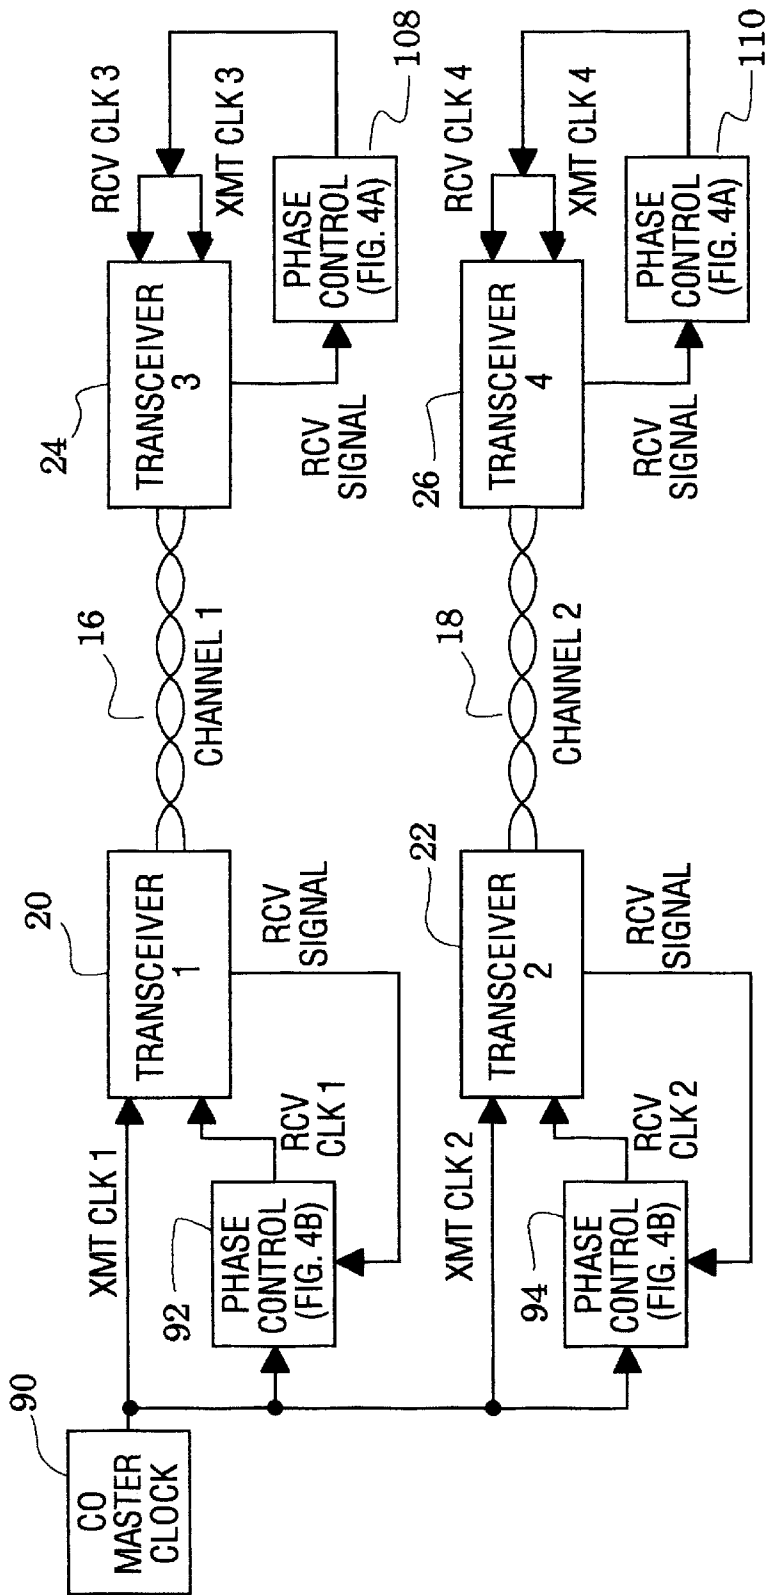 90
CO
MASTER
CLOCK
XMT CLK 1
20
TRANSCEIVER
1
92
PHASE
CONTROL
(FIG. 4B)
RCV
CLK 1
RCV
SIGNAL
16
CHANNEL 1
24
TRANSCEIVER
3
RCV CLK 3
XMT CLK 3
RCV
SIGNAL
PHASE
CONTROL
(FIG. 4A)
108
XMT CLK 2
22
TRANSCEIVER
2
94
PHASE
CONTROL
(FIG. 4B)
RCV
CLK 2
RCV
SIGNAL
18
CHANNEL 2
26
TRANSCEIVER
4
RCV CLK 4
XMT CLK 4
RCV
SIGNAL
PHASE
CONTROL
(FIG. 4A)
110